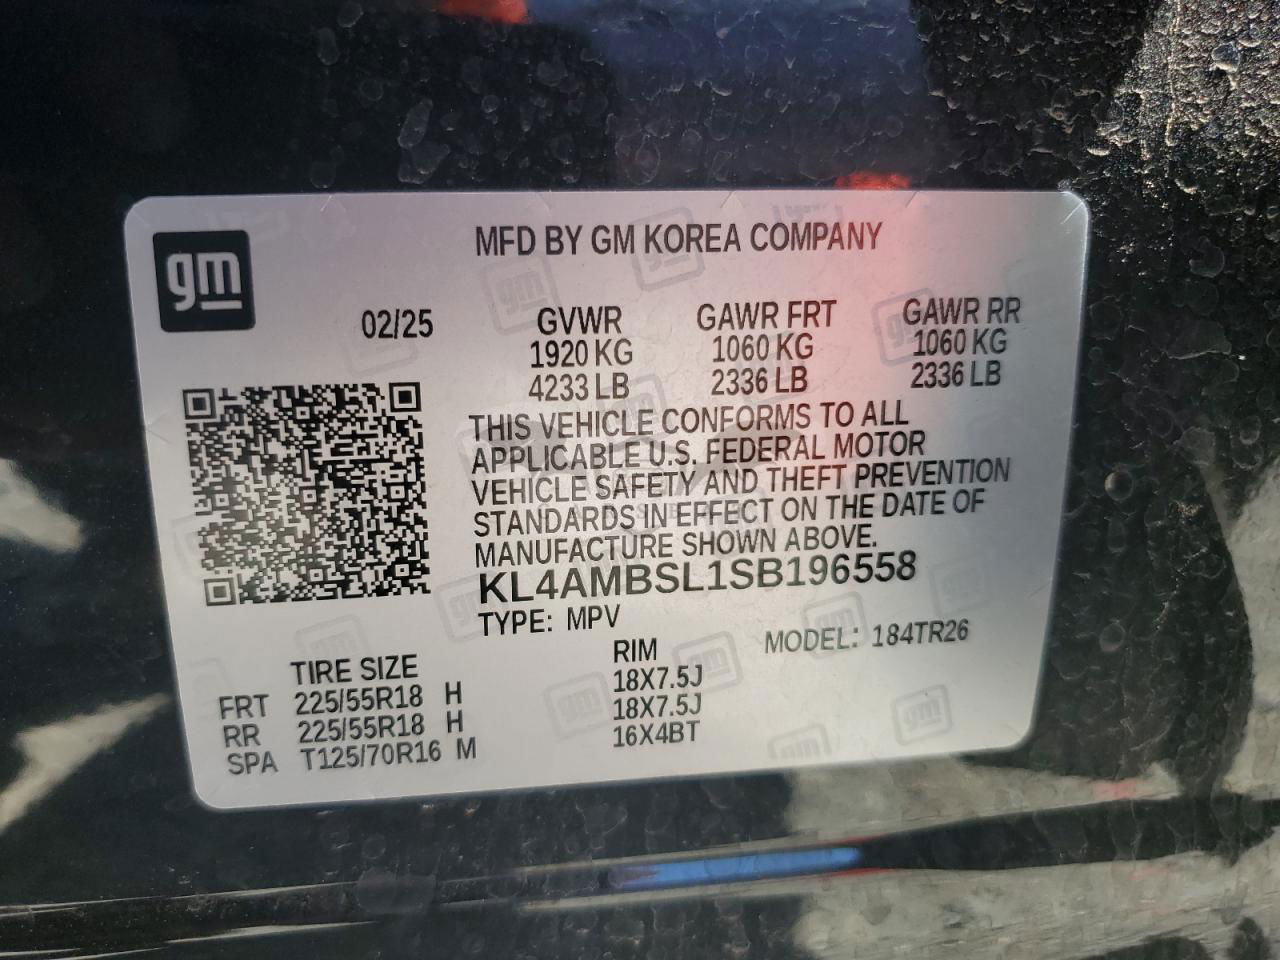 gm
MFD BY GM KOREA COMPANY
02/25 GVWR GAWR FRT GAWR RR
1920 KG 1060 KG 1060 KG
4233 LB 2336 LB 2336 LB
THIS VEHICLE CONFORMS TO ALL
APPLICABLE U.S. FEDERAL MOTOR
VEHICLE SAFETY AND THEFT PREVENTION
STANDARDS IN EFFECT ON THE DATE OF
MANUFACTURE SHOWN ABOVE.
KL4AMBSL1SB196558
TYPE: MPV MODEL: 184TR26
TIRE SIZE RIM
FRT 225/55R18 H 18X7.5J
RR 225/55R18 H 18X7.5J
SPA T125/70R16 M 16X4BT